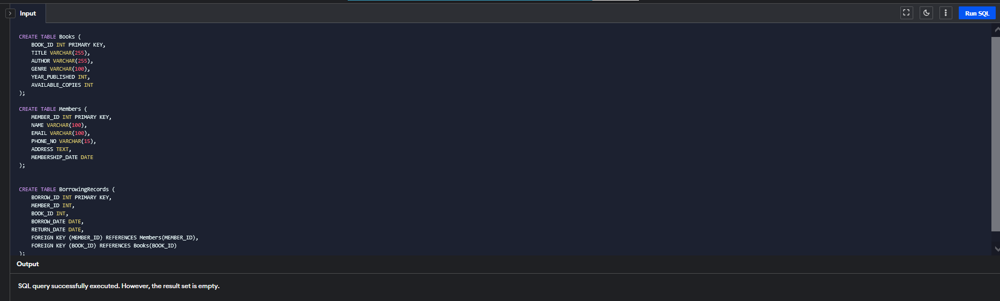 Input
Run SQL
CREATE TABLE Books (
    BOOK_ID INT PRIMARY KEY,
    TITLE VARCHAR(255),
    AUTHOR VARCHAR(255),
    GENRE VARCHAR(100),
    YEAR_PUBLISHED INT,
    AVAILABLE_COPIES INT
);
CREATE TABLE Members (
    MEMBER_ID INT PRIMARY KEY,
    NAME VARCHAR(100),
    EMAIL VARCHAR(100),
    PHONE_NO VARCHAR(15),
    ADDRESS TEXT,
    MEMBERSHIP_DATE DATE
);
CREATE TABLE BorrowingRecords (
    BORROW_ID INT PRIMARY KEY,
    MEMBER_ID INT,
    BOOK_ID INT,
    BORROW_DATE DATE,
    RETURN_DATE DATE,
    FOREIGN KEY (MEMBER_ID) REFERENCES Members(MEMBER_ID),
    FOREIGN KEY (BOOK_ID) REFERENCES Books(BOOK_ID)
);
Output
SQL query successfully executed. However, the result set is empty.